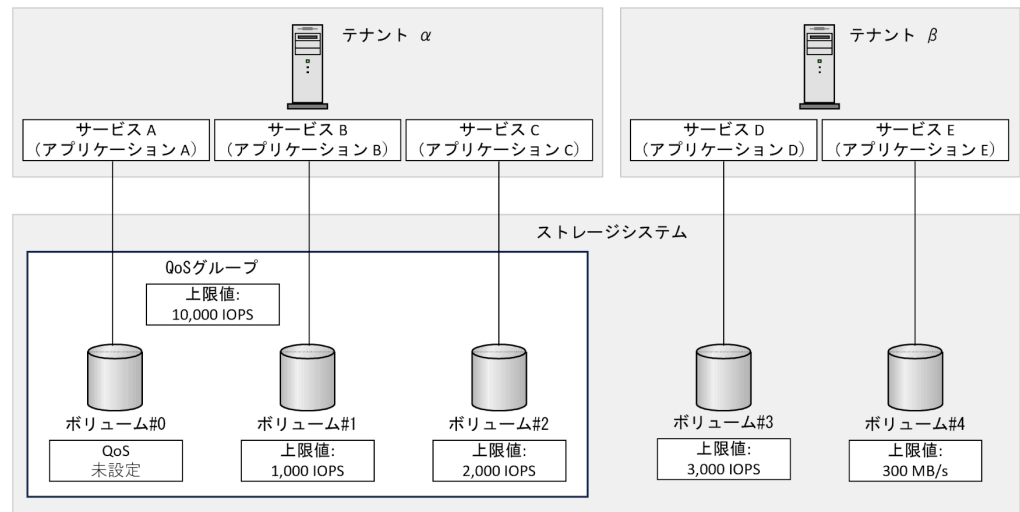 テナント α
テナント β
サービス A
（アプリケーション A）
サービス B
（アプリケーション B）
サービス C
（アプリケーション C）
サービス D
（アプリケーション D）
サービス E
（アプリケーション E）
ストレージシステム
QoSグループ
上限値:
10,000 IOPS
ボリューム#0
QoS
未設定
ボリューム#1
上限値:
1,000 IOPS
ボリューム#2
上限値:
2,000 IOPS
ボリューム#3
上限値:
3,000 IOPS
ボリューム#4
上限値:
300 MB/s